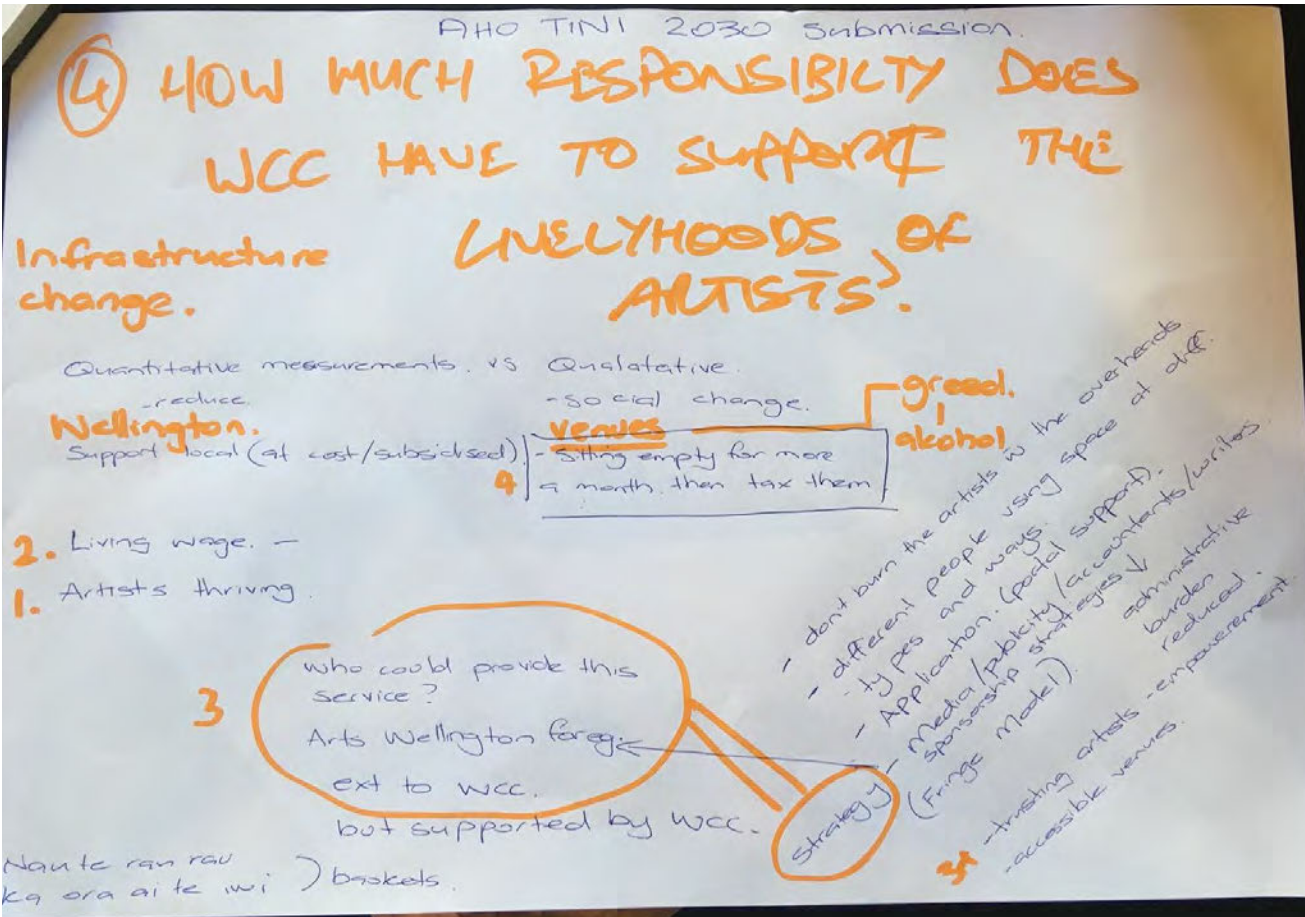 AHO TINI 2030 Submission.
4 HOW MUCH RESPONSIBILTY DOES
WCC HAVE TO SUPPORT THE
LIVELYHOODS OF
ARTISTS?
Infrastructure
change.
Quantitative measurements. vs Qualatative.
- reduce. - social change.
Wellington.
Support local (at cost/subsidised)
venues
greed.
alcohol
4 - Sitting empty for more
a month. then tax them
2. Living wage. -
1. Artists thriving.
3
who could provide this
service?
Arts Wellington foreg.
ext to WCC.
but supported by WCC.
Strategy
- don't burn the artists w the overheads
- different people using space at diff.
- types and ways.
- Application. (portal support).
- Media/publicity/accountants/writers.
sponsorship strategies ↓
(Fringe Model).
administrative
burden
reduced.
- trusting artists - empowerement.
- accessible venues.
Nau te rau rau
ka ora ai te iwi ) baskets.